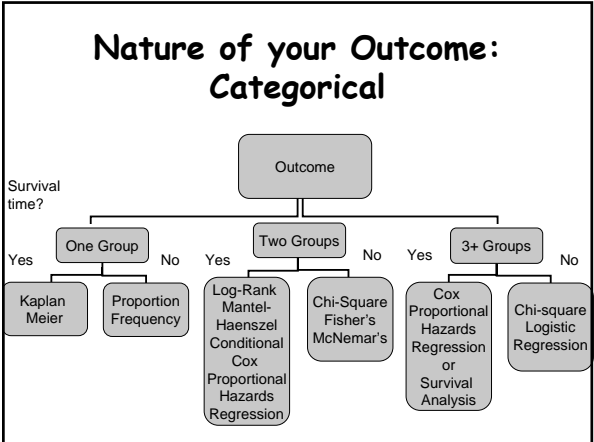 Nature of your Outcome:
Categorical
Outcome
Survival
time?
One Group
Two Groups
3+ Groups
Yes
No
Yes
No
Yes
No
Kaplan
Meier
Proportion
Frequency
Log-Rank
Mantel-
Haenszel
Conditional
Cox
Proportional
Hazards
Regression
Chi-Square
Fisher's
McNemar's
Cox
Proportional
Hazards
Regression
or
Survival
Analysis
Chi-square
Logistic
Regression